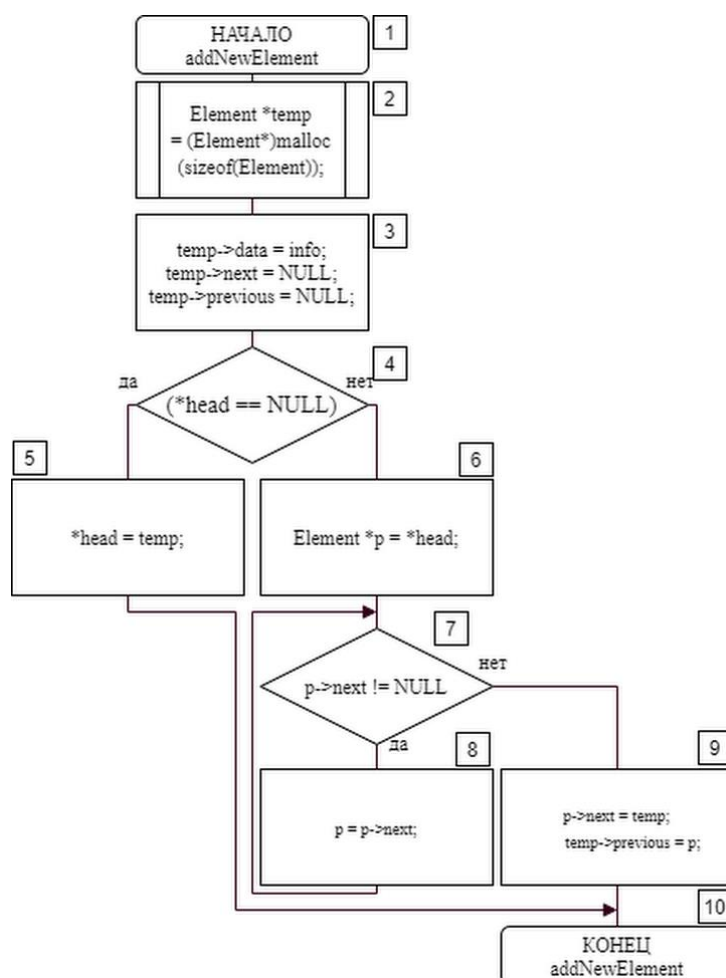 НАЧАЛО
addNewElement
1
Element *temp
= (Element*)malloc
(sizeof(Element));
2
temp->data = info;
temp->next = NULL;
temp->previous = NULL;
3
(*head == NULL)
4
да
нет
*head = temp;
5
Element *p = *head;
6
p->next != NULL
7
нет
да
p = p->next;
8
p->next = temp;
temp->previous = p;
9
10
КОНЕЦ
addNewElement